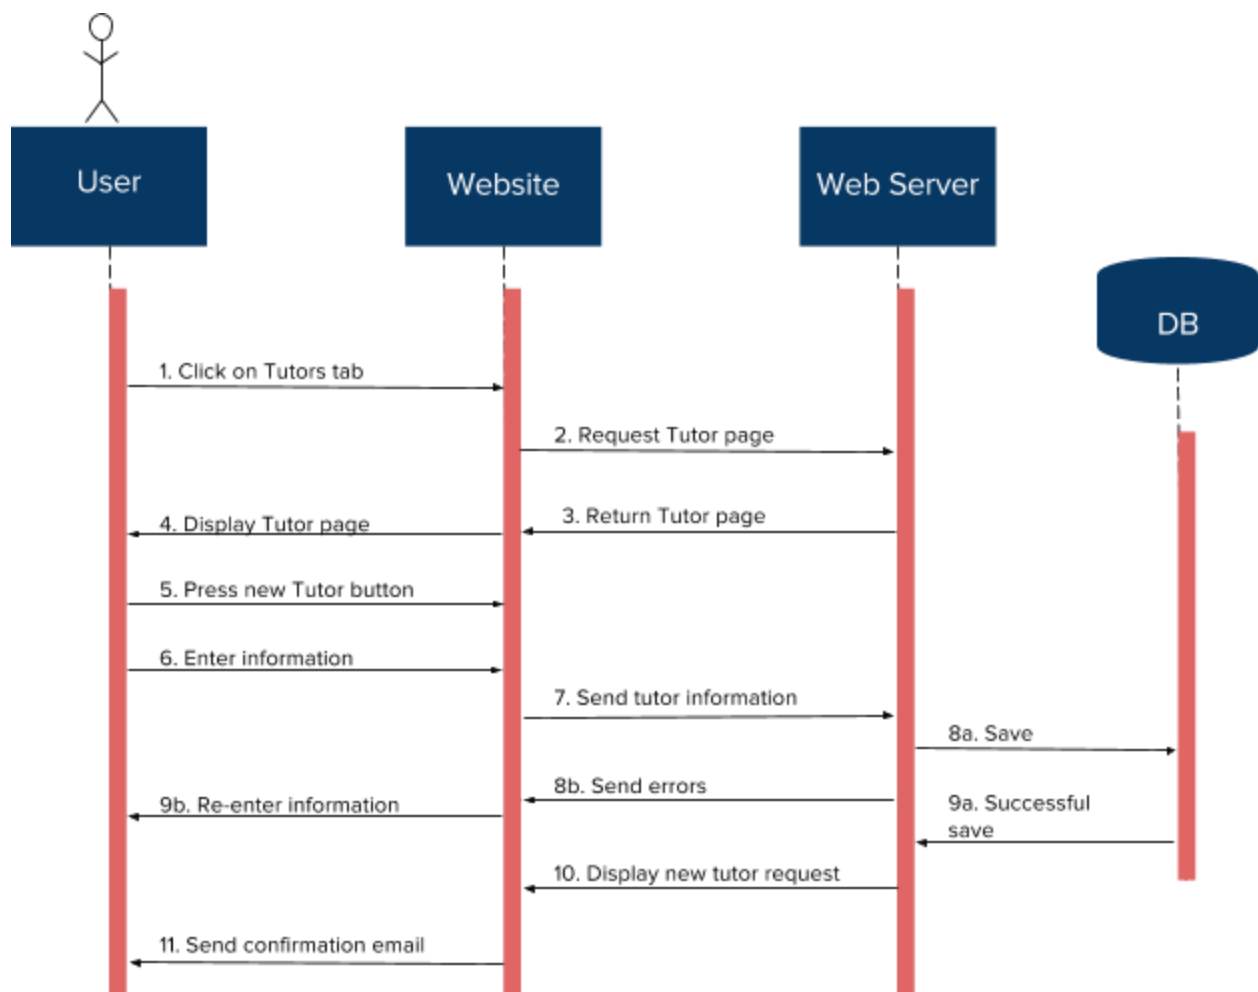 User
Website
Web Server
DB
1. Click on Tutors tab
2. Request Tutor page
3. Return Tutor page
4. Display Tutor page
5. Press new Tutor button
6. Enter information
7. Send tutor information
8a. Save
8b. Send errors
9a. Successful
save
9b. Re-enter information
10. Display new tutor request
11. Send confirmation email